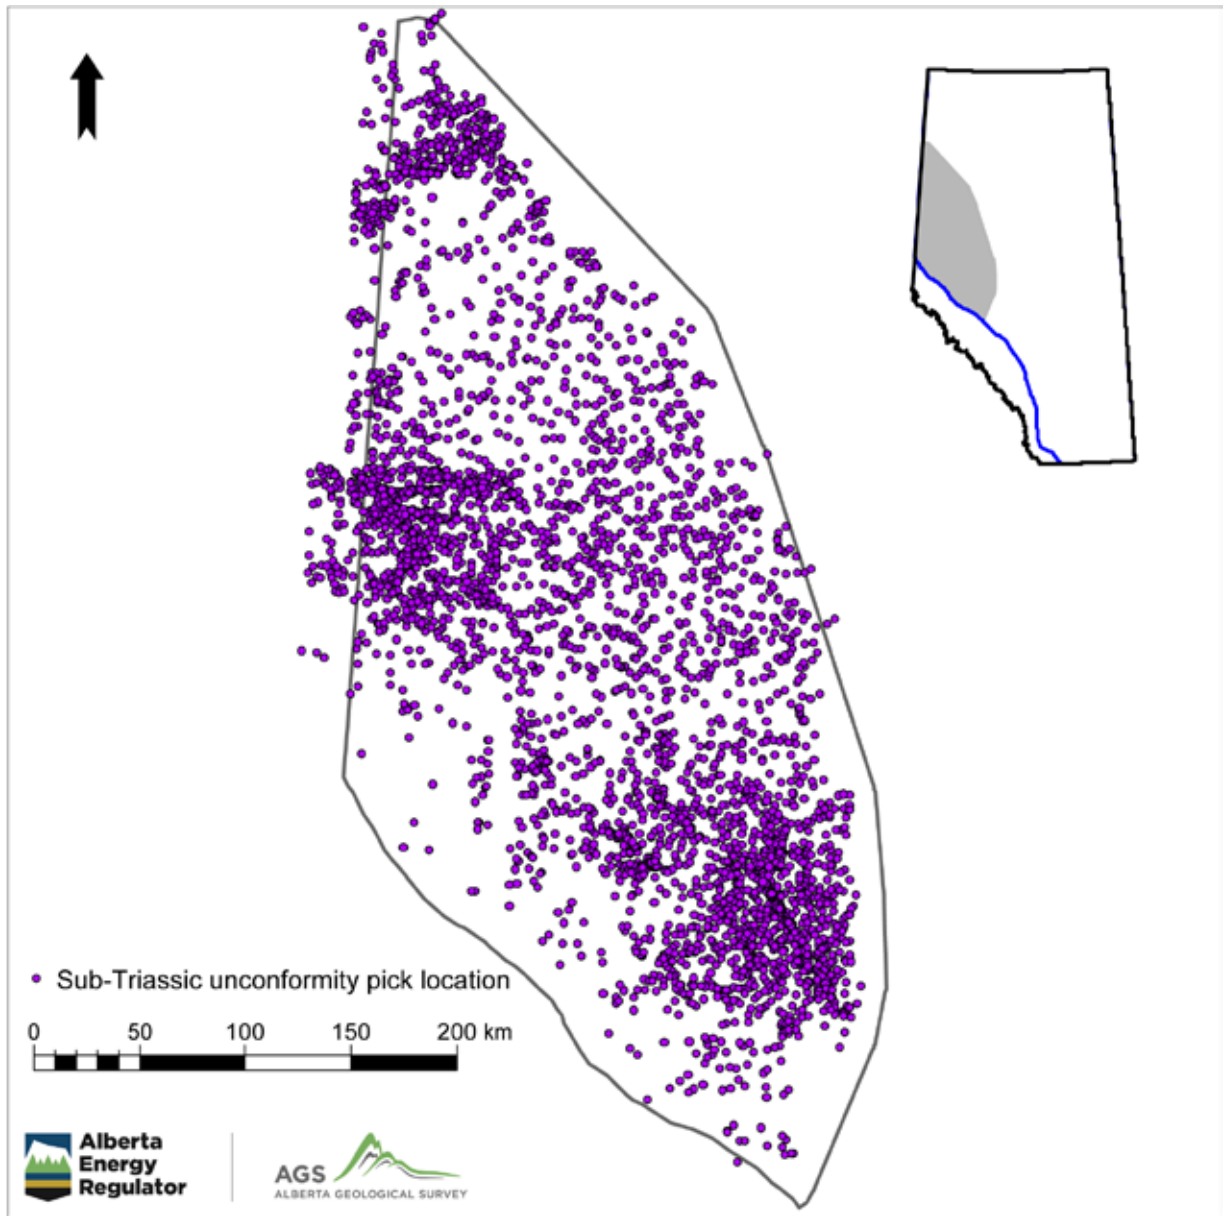 Sub-Triassic unconformity pick location
0 50 100 150 200 km
Alberta
Energy
Regulator
AGS
ALBERTA GEOLOGICAL SURVEY